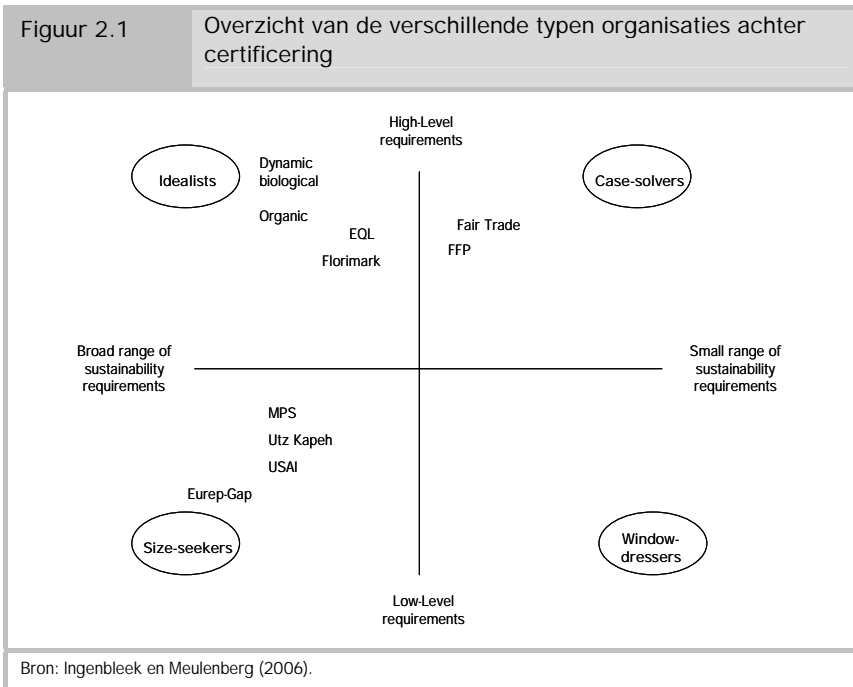 Figuur 2.1
Overzicht van de verschillende typen organisaties achter
certificering
High-Level
requirements
Idealists
Dynamic
biological
Case-solvers
Organic
EQL
Fair Trade
Florimark
FFP
Broad range of
sustainability
requirements
Small range of
sustainability
requirements
MPS
Utz Kapeh
USAI
Eurep-Gap
Size-seekers
Window-
dressers
Low-Level
requirements
Bron: Ingenbleek en Meulenberg (2006).